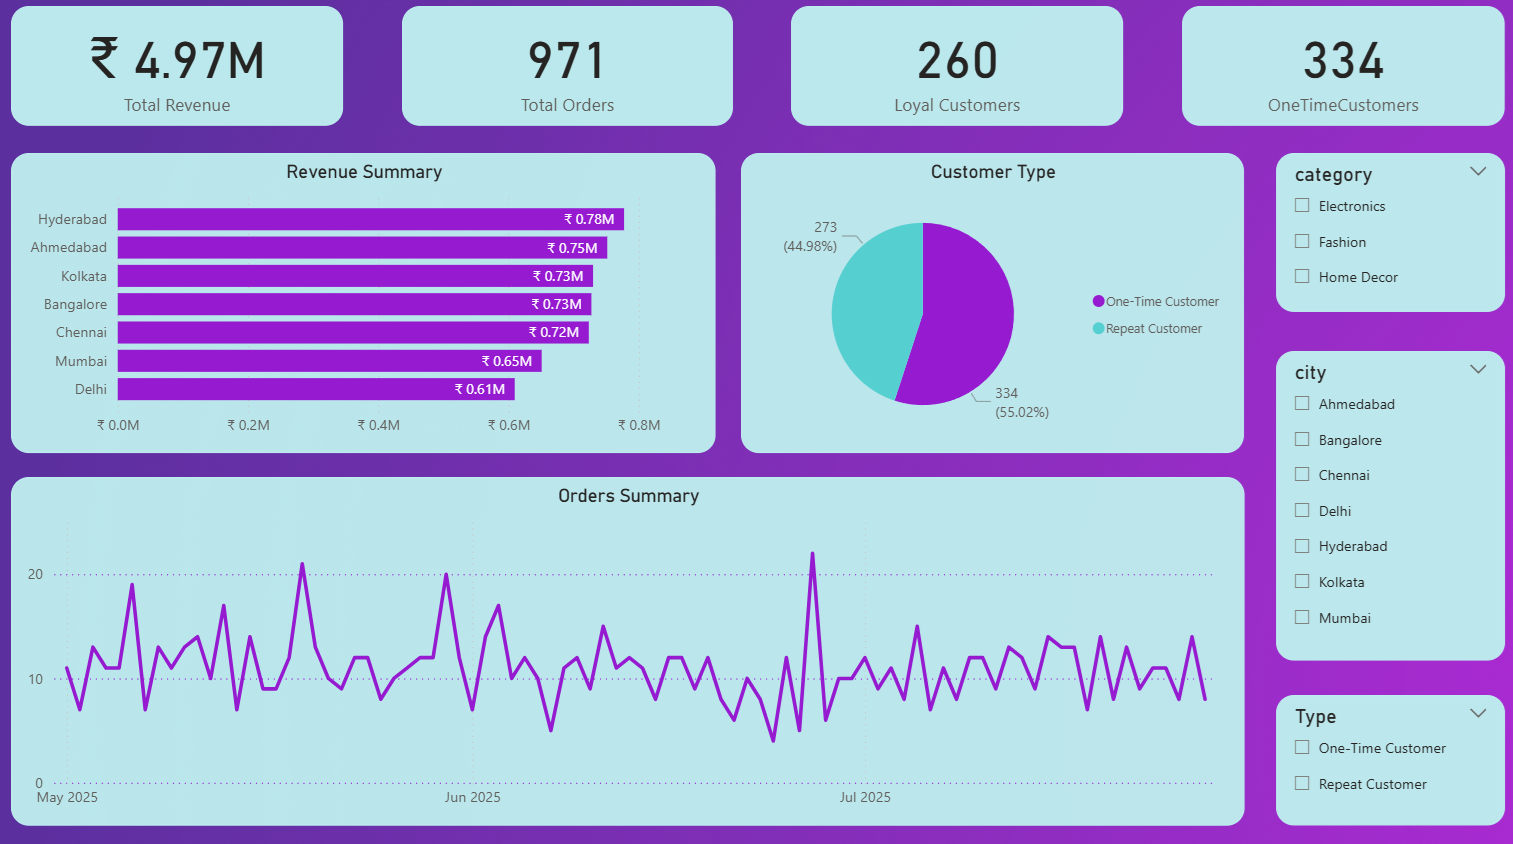 ₹ 4.97M
Total Revenue
971
Total Orders
260
Loyal Customers
334
OneTimeCustomers
Revenue Summary
Hyderabad ₹ 0.78M
Ahmedabad ₹ 0.75M
Kolkata ₹ 0.73M
Bangalore ₹ 0.73M
Chennai ₹ 0.72M
Mumbai ₹ 0.65M
Delhi ₹ 0.61M
₹ 0.0M ₹ 0.2M ₹ 0.4M ₹ 0.6M ₹ 0.8M
Customer Type
273
(44.98%)
One-Time Customer
Repeat Customer
334
(55.02%)
category
Electronics
Fashion
Home Decor
city
Ahmedabad
Bangalore
Chennai
Delhi
Hyderabad
Kolkata
Mumbai
Orders Summary
20
10
0
May 2025 Jun 2025 Jul 2025
Type
One-Time Customer
Repeat Customer